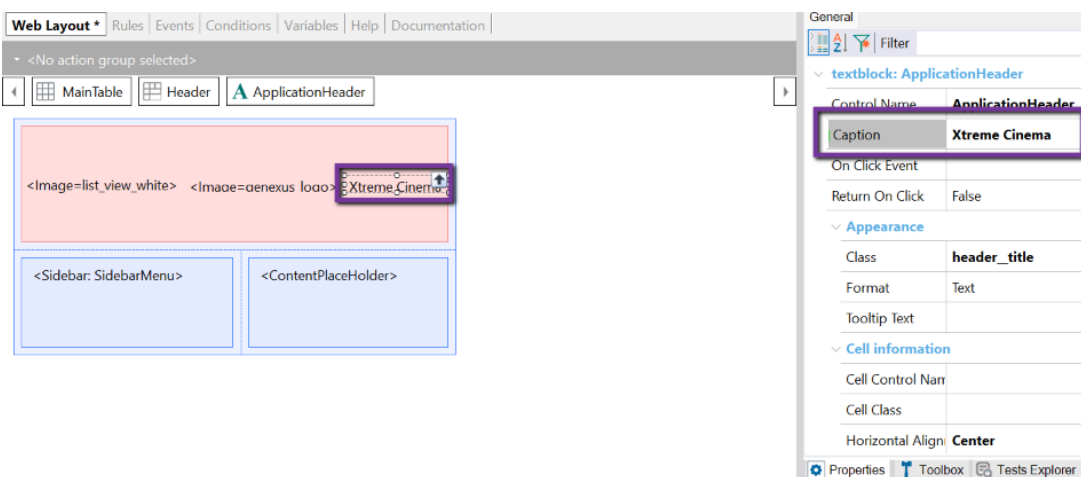 Web Layout * Rules Events Conditions Variables Help Documentation
<No action group selected>
MainTable Header A ApplicationHeader
<Image=list_view_white> <Image=genexus_logo> Xtreme Cinema
<Sidebar: SidebarMenu> <ContentPlaceHolder>
General
Filter
textblock: ApplicationHeader
Control Name ApplicationHeader
Caption Xtreme Cinema
On Click Event
Return On Click False
Appearance
Class header_title
Format Text
Tooltip Text
Cell information
Cell Control Nam
Cell Class
Horizontal Align Center
Properties Toolbox Tests Explorer